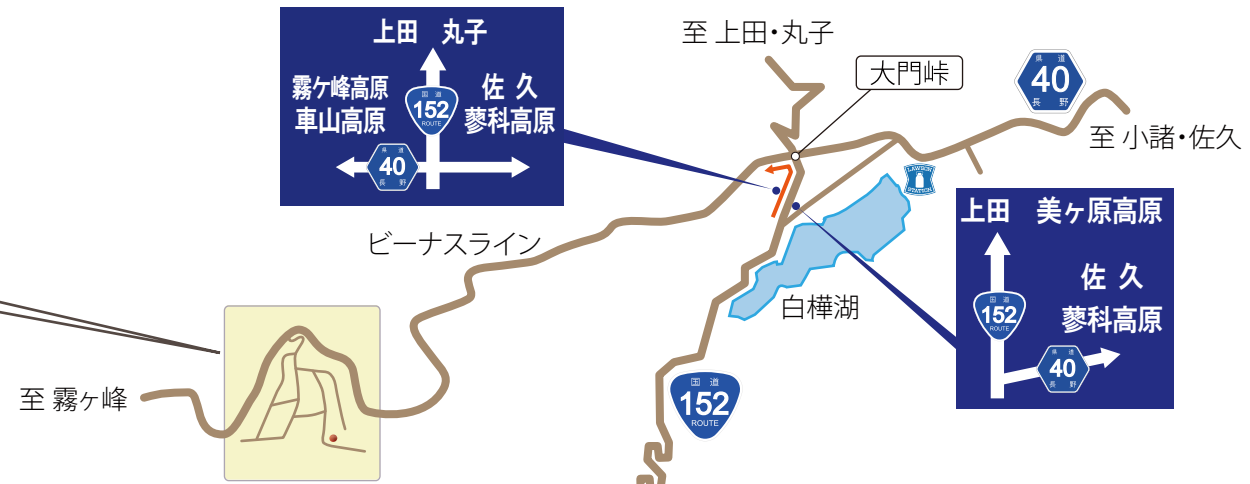 上田 丸子
霧ケ峰高原
車山高原
国道
152
ROUTE
佐久
蓼科高原
県道
40
長野
至 上田・丸子
大門峠
県道
40
長野
至 小諸・佐久
LAWSON
STATION
上田 美ヶ原高原
佐久
蓼科高原
国道
152
ROUTE
県道
40
長野
ビーナスライン
白樺湖
至 霧ヶ峰
国道
152
ROUTE